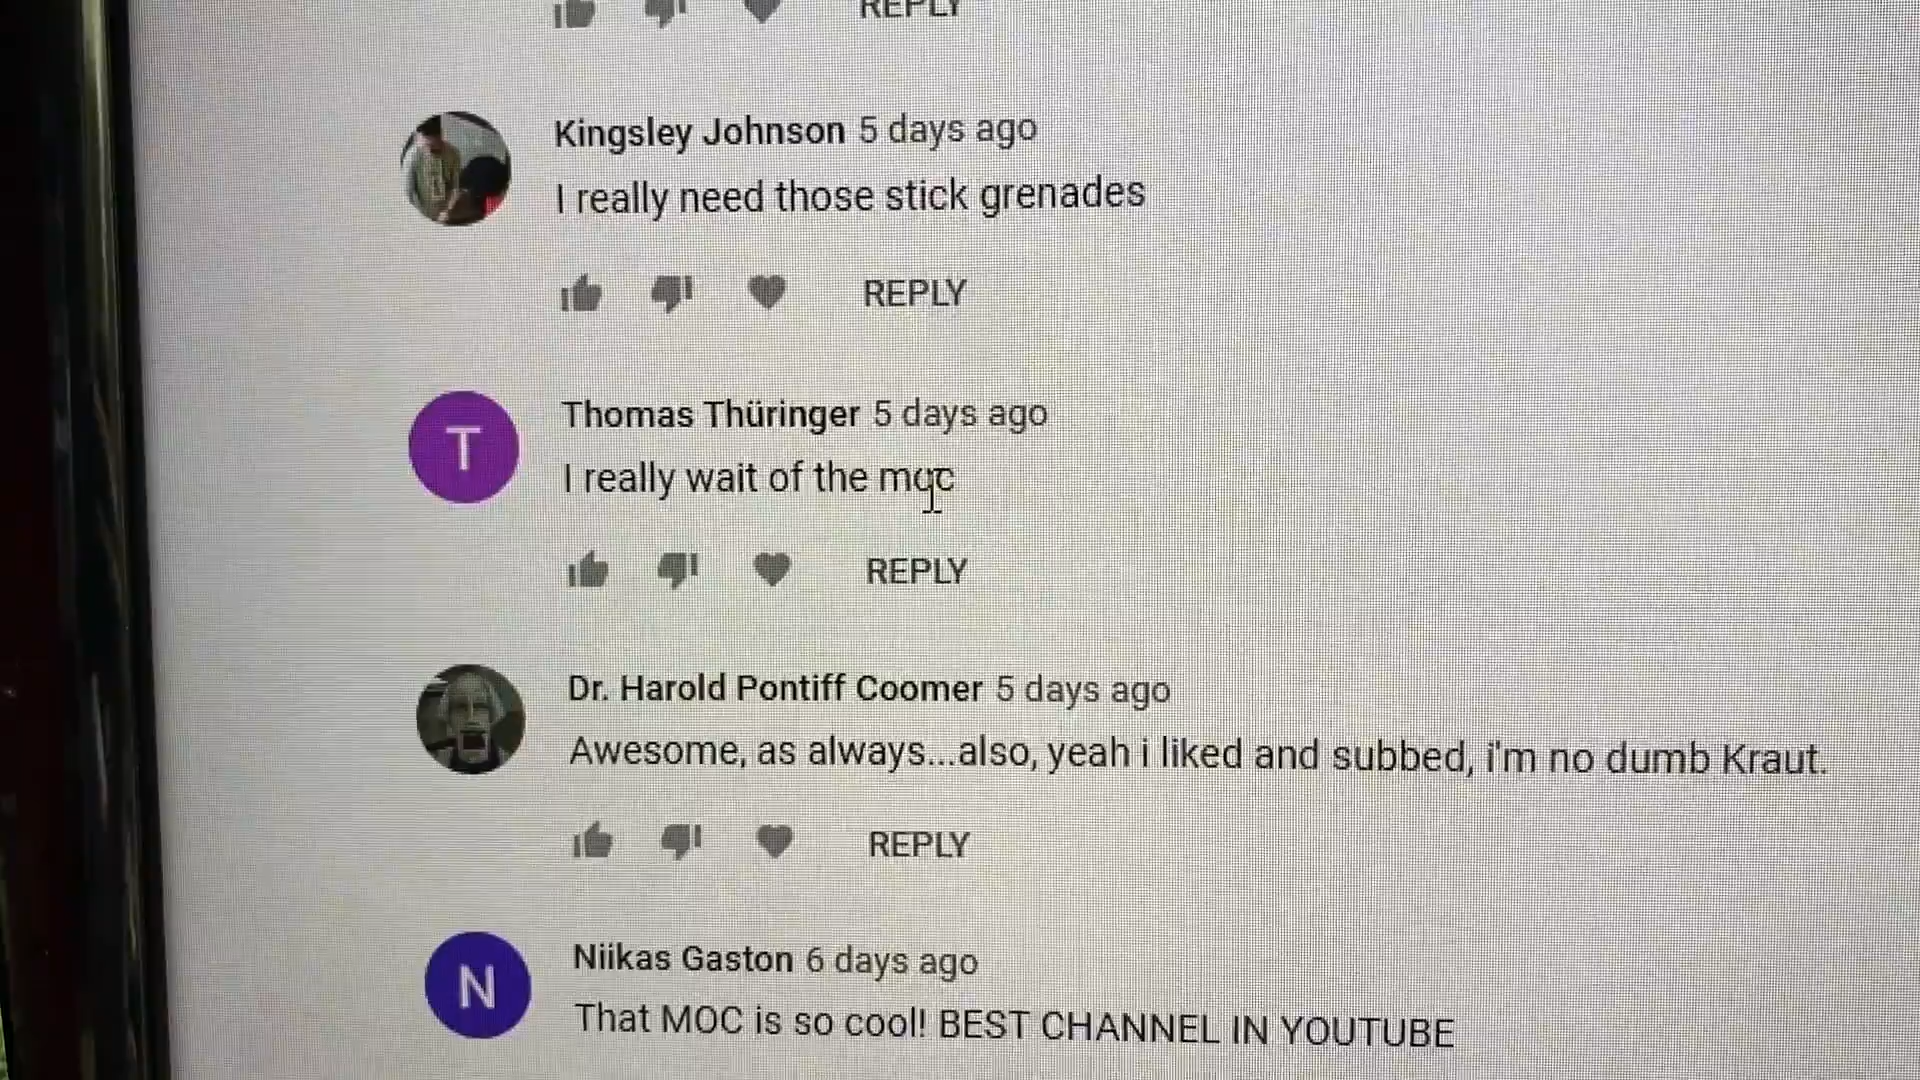 REPLY
Kingsley Johnson 5 days ago
I really need those stick grenades
REPLY
T
Thomas Thüringer 5 days ago
I really wait of the moc
REPLY
Dr. Harold Pontiff Coomer 5 days ago
Awesome, as always...also, yeah i liked and subbed, i'm no dumb Kraut.
REPLY
N
Niikas Gaston 6 days ago
That MOC is so cool! BEST CHANNEL IN YOUTUBE